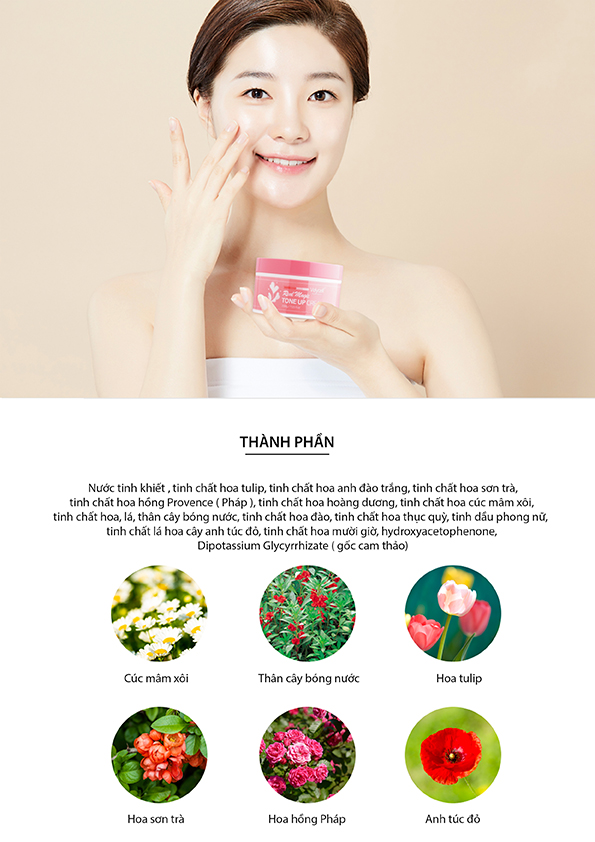 Real Magic
TONE UP
THÀNH PHẦN
Nước tinh khiết , tinh chất hoa tulip, tinh chất hoa anh đào trắng, tinh chất hoa sơn trà,
tinh chất hoa hồng Provence ( Pháp ), tinh chất hoa hoàng dương, tinh chất hoa cúc mâm xôi,
tinh chất hoa, lá, thân cây bóng nước, tinh chất hoa đào, tinh chất hoa thục quỳ, tinh dầu phong nữ,
tinh chất lá hoa cây anh túc đỏ, tinh chất hoa mười giờ, hydroxyacetophenone,
Dipotassium Glycyrrhizate ( gốc cam thảo)
Cúc mâm xôi
Thân cây bóng nước
Hoa tulip
Hoa sơn trà
Hoa hồng Pháp
Anh túc đỏ